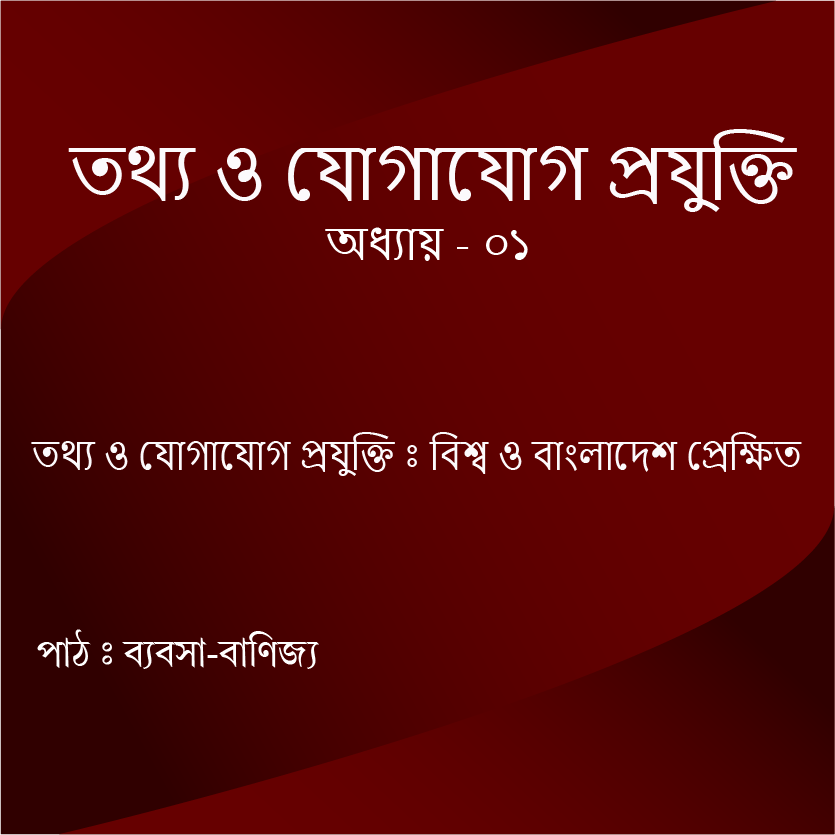 তথ্য ও যোগাযোগ প্রযুক্তি
অধ্যায় - ০১
তথ্য ও যোগাযোগ প্রযুক্তি ঃ বিশ্ব ও বাংলাদেশ প্রেক্ষিত
পাঠ ঃ ব্যবসা-বাণিজ্য